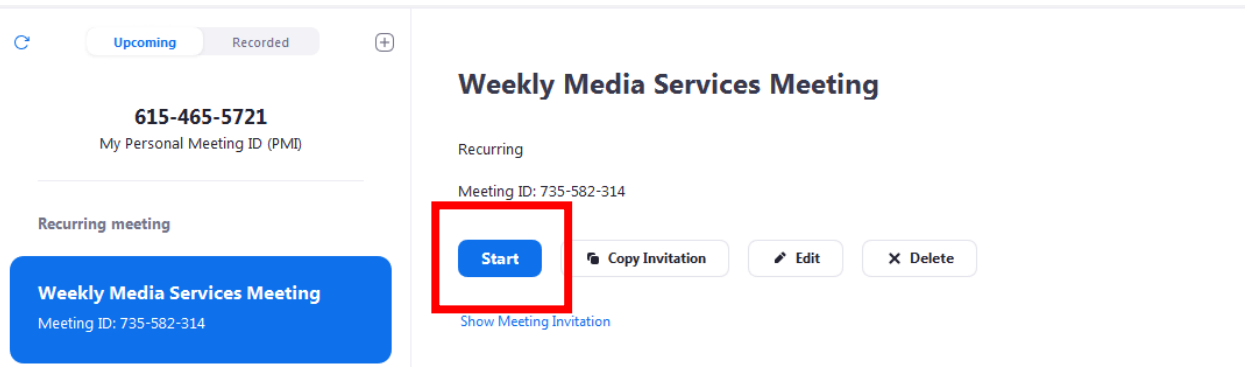 Upcoming
Recorded
615-465-5721
My Personal Meeting ID (PMI)
Recurring meeting
Weekly Media Services Meeting
Meeting ID: 735-582-314
Weekly Media Services Meeting
Recurring
Meeting ID: 735-582-314
Start
Copy Invitation
Edit
Delete
Show Meeting Invitation